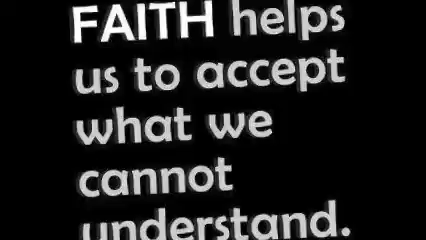 FAITH helps
us to accept
what we
cannot
understand.